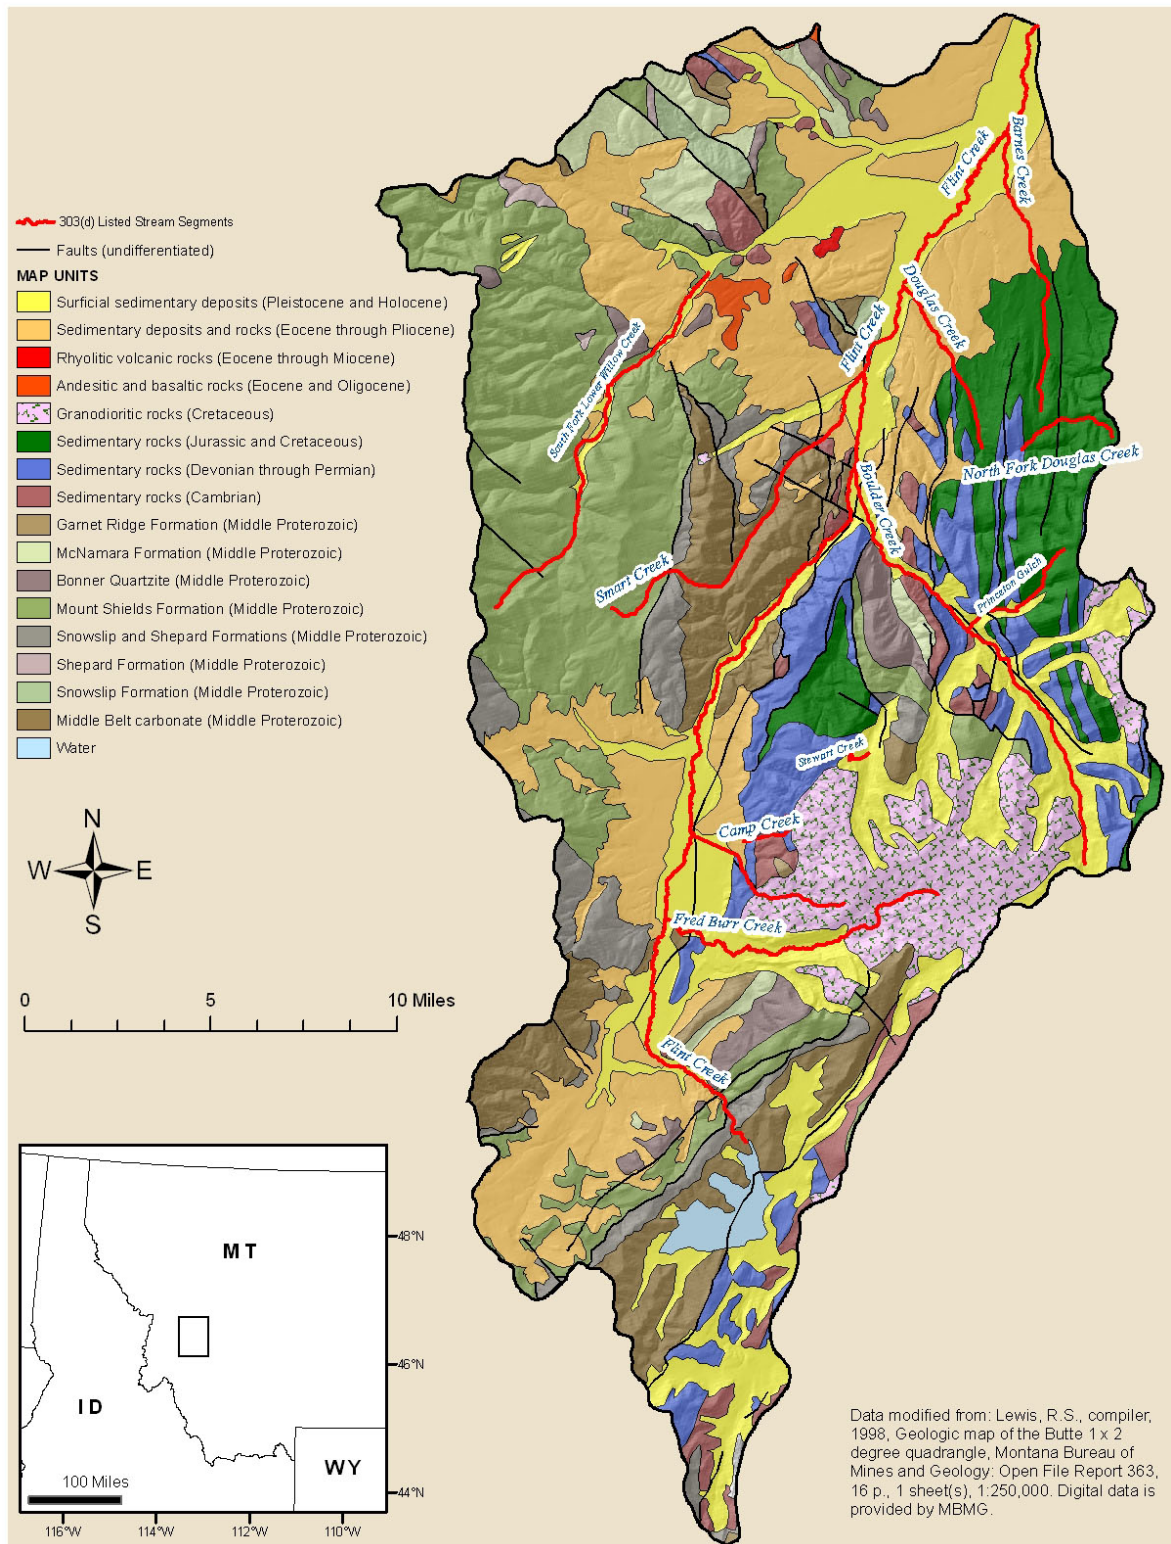 303(d) Listed Stream Segments
Faults (undifferentiated)
MAP UNITS
Surficial sedimentary deposits (Pleistocene and Holocene)
Sedimentary deposits and rocks (Eocene through Pliocene)
Rhyolitic volcanic rocks (Eocene through Miocene)
Andesitic and basaltic rocks (Eocene and Oligocene)
Granodioritic rocks (Cretaceous)
Sedimentary rocks (Jurassic and Cretaceous)
Sedimentary rocks (Devonian through Permian)
Sedimentary rocks (Cambrian)
Garnet Ridge Formation (Middle Proterozoic)
McNamara Formation (Middle Proterozoic)
Bonner Quartzite (Middle Proterozoic)
Mount Shields Formation (Middle Proterozoic)
Snowslip and Shepard Formations (Middle Proterozoic)
Shepard Formation (Middle Proterozoic)
Snowslip Formation (Middle Proterozoic)
Middle Belt carbonate (Middle Proterozoic)
Water
N
W E
S
0 5 10 Miles
Flint Creek
Barnes Creek
Douglas Creek
Flint Creek
South Fork Lower Willow Creek
North Fork Douglas Creek
Boulder Creek
Smart Creek
Princeton Gulch
Stewart Creek
Camp Creek
Fred Burr Creek
Flint Creek
MT
ID
WY
100 Miles
48°N
46°N
44°N
116°W 114°W 112°W 110°W
Data modified from: Lewis, R.S., compiler,
1998, Geologic map of the Butte 1 x 2
degree quadrangle, Montana Bureau of
Mines and Geology: Open File Report 363,
16 p., 1 sheet(s), 1:250,000. Digital data is
provided by MBMG.